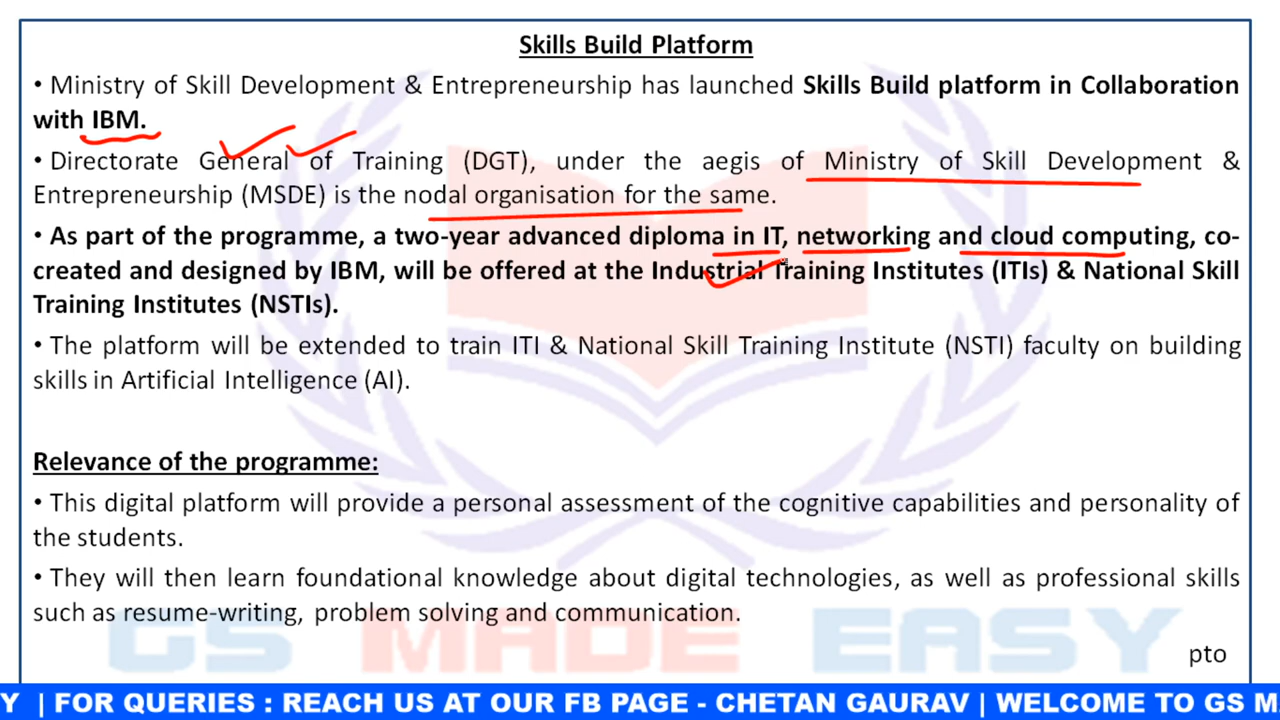 Skills Build Platform
• Ministry of Skill Development & Entrepreneurship has launched Skills Build platform in Collaboration
with IBM.
• Directorate General of Training (DGT), under the aegis of Ministry of Skill Development &
Entrepreneurship (MSDE) is the nodal organisation for the same.
• As part of the programme, a two-year advanced diploma in IT, networking and cloud computing, co-
created and designed by IBM, will be offered at the Industrial Training Institutes (ITIs) & National Skill
Training Institutes (NSTIs).
• The platform will be extended to train ITI & National Skill Training Institute (NSTI) faculty on building
skills in Artificial Intelligence (AI).
Relevance of the programme:
• This digital platform will provide a personal assessment of the cognitive capabilities and personality of
the students.
• They will then learn foundational knowledge about digital technologies, as well as professional skills
such as resume-writing, problem solving and communication.
GS MADE EASY
pto
Y | FOR QUERIES : REACH US AT OUR FB PAGE - CHETAN GAURAV | WELCOME TO GS M